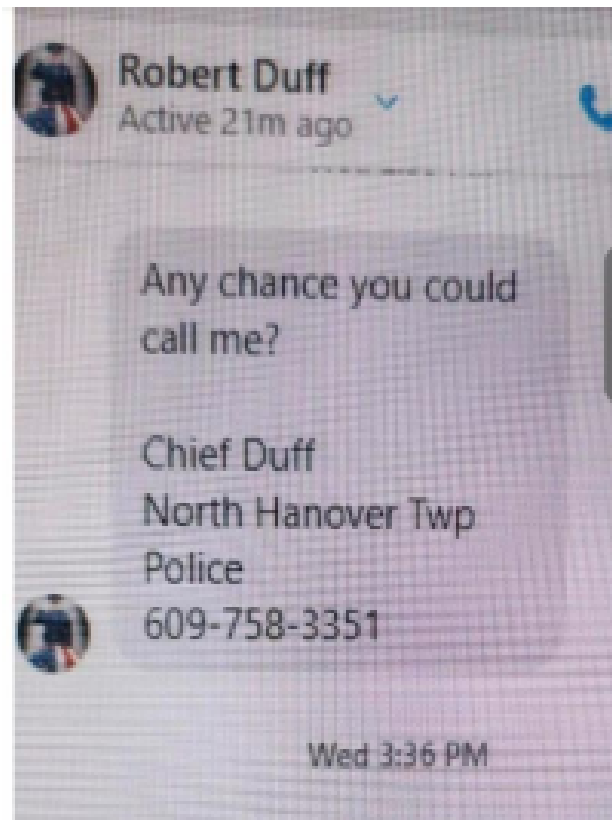 Robert Duff
Active 21m ago
Any chance you could
call me?
Chief Duff
North Hanover Twp
Police
609-758-3351
Wed 3:36 PM